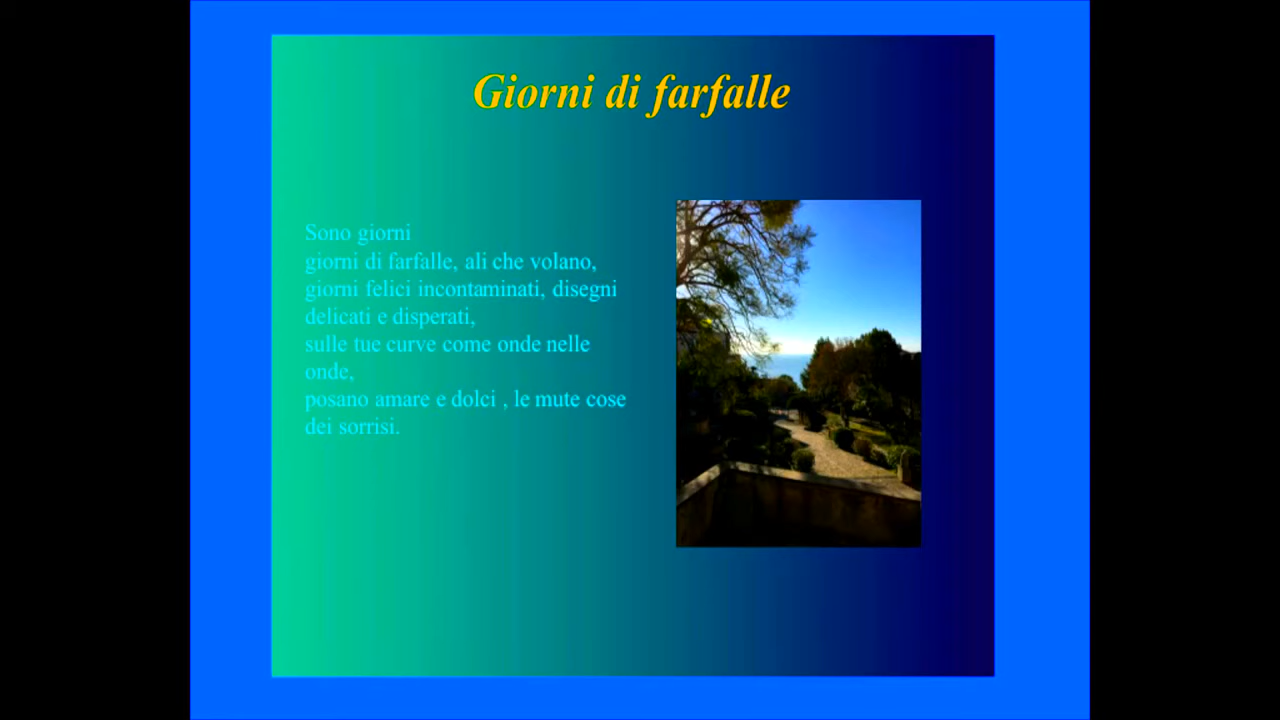 Giorni di farfalle
Sono giorni
giorni di farfalle, ali che volano,
giorni felici incontaminati, disegni
delicati e disperati,
sulle tue curve come onde nelle
onde,
posano amare e dolci , le mute cose
dei sorrisi.